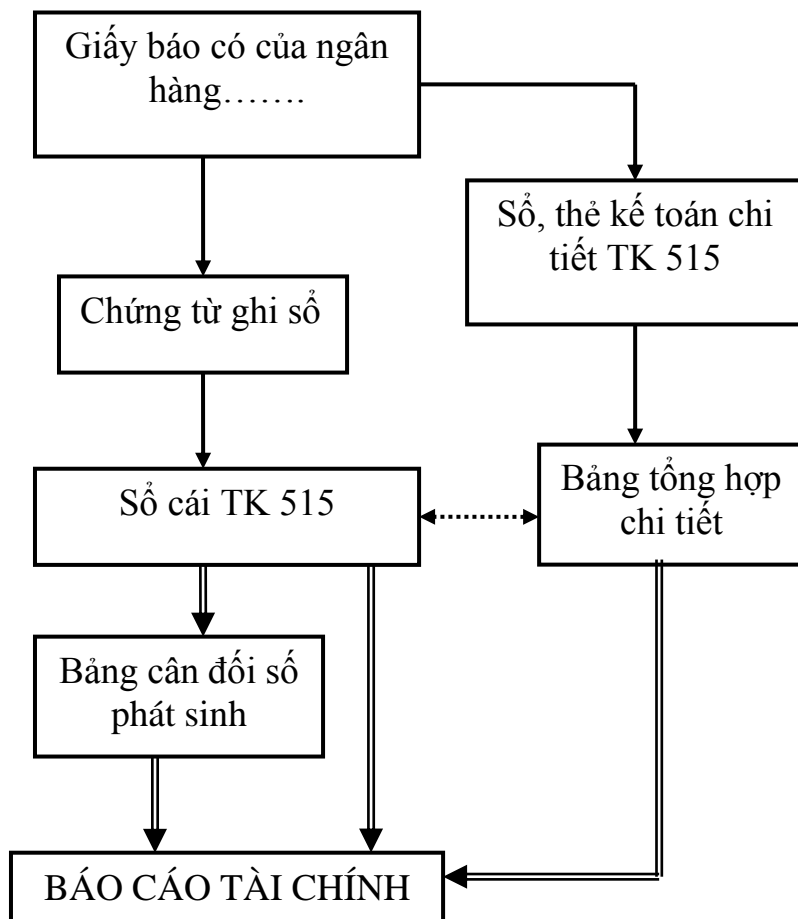 Giấy báo có của ngân
hàng…….
Sổ, thẻ kế toán chi
tiết TK 515
Chứng từ ghi sổ
Sổ cái TK 515
Bảng tổng hợp
chi tiết
Bảng cân đối số
phát sinh
BÁO CÁO TÀI CHÍNH